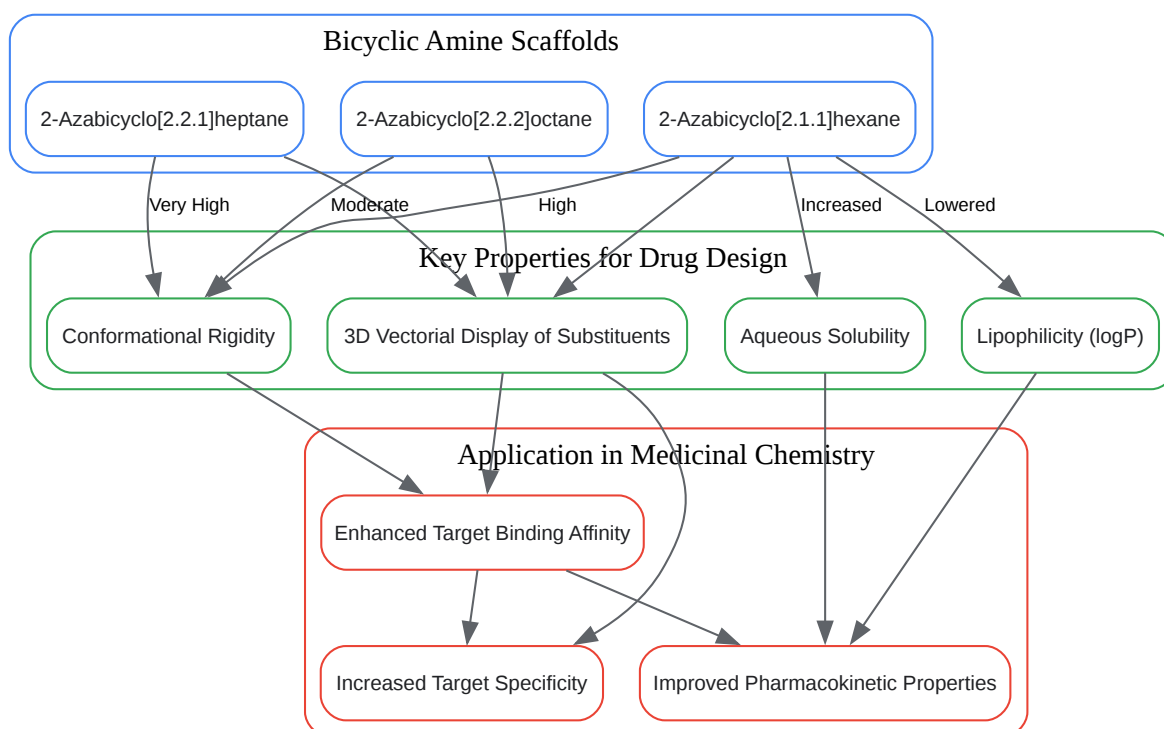 Bicyclic Amine Scaffolds
2-Azabicyclo[2.2.1]heptane
2-Azabicyclo[2.2.2]octane
2-Azabicyclo[2.1.1]hexane
Very High
Moderate
High
Increased
Lowered
Key Properties for Drug Design
Conformational Rigidity
3D Vectorial Display of Substituents
Aqueous Solubility
Lipophilicity (logP)
Application in Medicinal Chemistry
Enhanced Target Binding Affinity
Increased Target Specificity
Improved Pharmacokinetic Properties